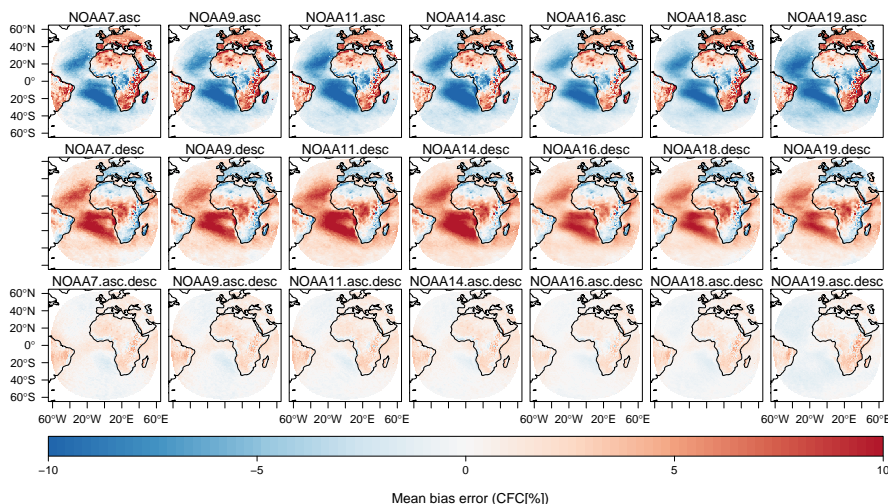 NOAA7.asc NOAA9.asc NOAA11.asc NOAA14.asc NOAA16.asc NOAA18.asc NOAA19.asc
60°N
40°N
20°N
0°
20°S
40°S
60°S
NOAA7.desc NOAA9.desc NOAA11.desc NOAA14.desc NOAA16.desc NOAA18.desc NOAA19.desc
NOAA7.asc.desc NOAA9.asc.desc NOAA11.asc.desc NOAA14.asc.desc NOAA16.asc.desc NOAA18.asc.desc NOAA19.asc.desc
60°N
40°N
20°N
0°
20°S
40°S
60°S
60°W 20°W 20°E 60°E 60°W 20°W 20°E 60°E 60°W 20°W 20°E 60°E 60°W 20°W 20°E 60°E
−10 −5 0 5 10
Mean bias error (CFC[%])